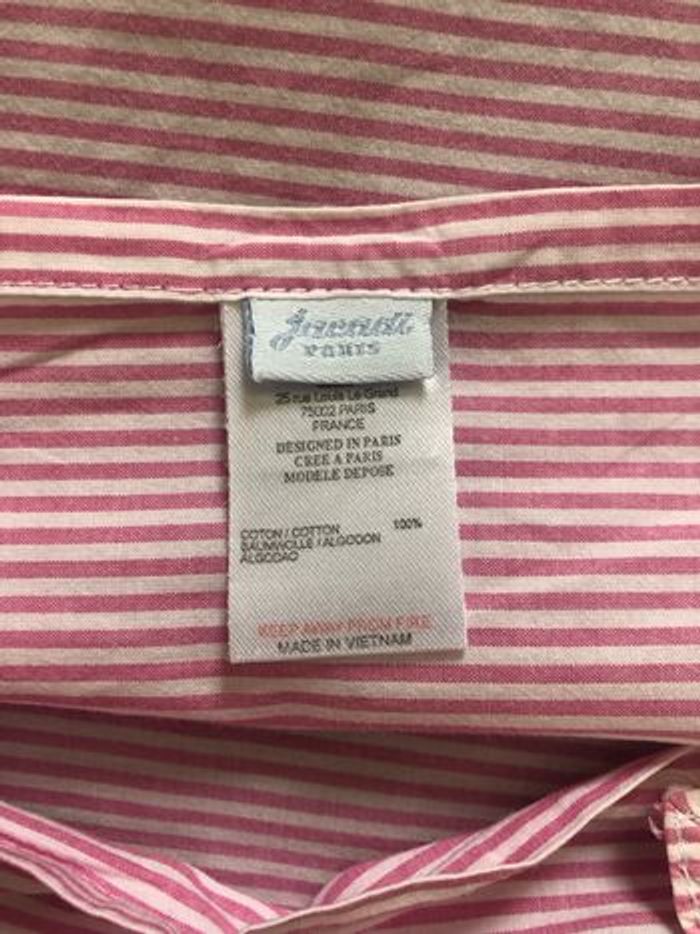 Jacadi
PARIS
25 rue Louis Le Grand
75002 PARIS
FRANCE
DESIGNED IN PARIS
CREE A PARIS
MODELE DEPOSE
COTON / COTTON 100%
BAUMWOLLE / ALGODON
ALGODAO
KEEP AWAY FROM FIRE
MADE IN VIETNAM